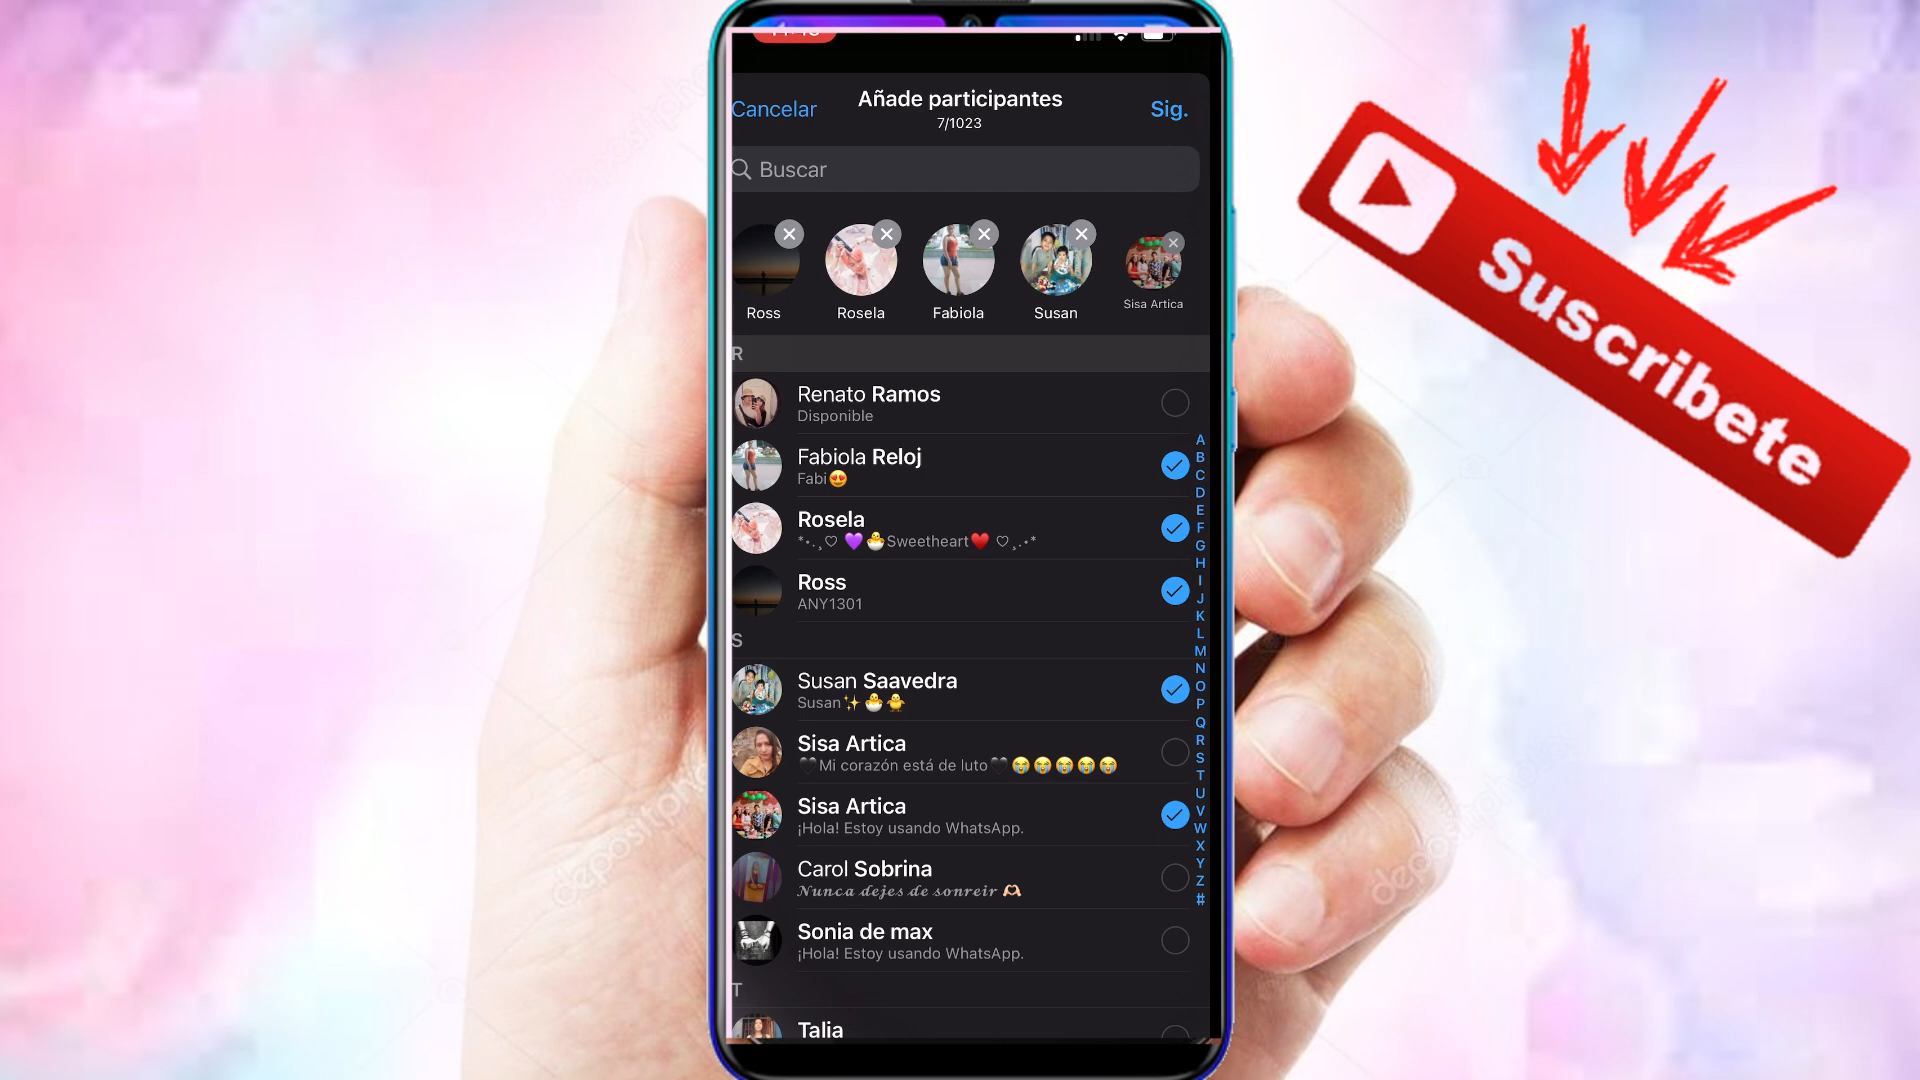 Cancelar
Añade participantes
Sig.
7/1023
Buscar
Ross
Rosela
Fabiola
Susan
Sisa Artica
R
Renato Ramos
Disponible
Fabiola Reloj
Fabi😍
Rosela
*•.¸♡ 💜🐣Sweetheart❤️ ♡¸.•*
Ross
ANY1301
S
Susan Saavedra
Susan✨🐣🐥
Sisa Artica
🖤Mi corazón está de luto🖤😭😭😭😭😭
Sisa Artica
¡Hola! Estoy usando WhatsApp.
Carol Sobrina
𝓝𝓾𝓷𝓬𝓪 𝓭𝓮𝓳𝓮𝓼 𝓭𝓮 𝓼𝓸𝓷𝓻𝓮𝓲𝓻 🫶🏻
Sonia de max
¡Hola! Estoy usando WhatsApp.
T
Talia
A
B
C
D
E
F
G
H
I
J
K
L
M
N
O
P
Q
R
S
T
U
V
W
X
Y
Z
#
Suscribete
depositphotos